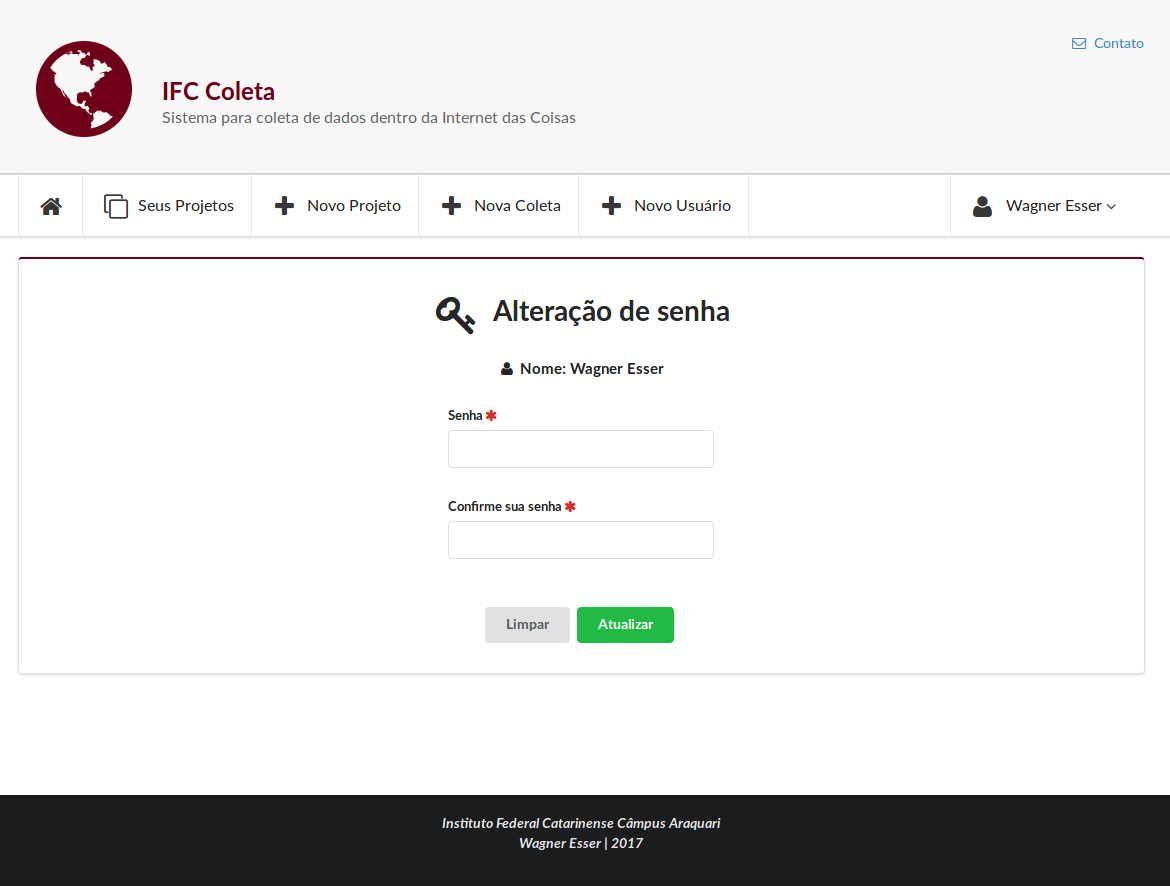 Contato
IFC Coleta
Sistema para coleta de dados dentro da Internet das Coisas
Seus Projetos
Novo Projeto
Nova Coleta
Novo Usuário
Wagner Esser
Alteração de senha
Nome: Wagner Esser
Senha *
Confirme sua senha *
Limpar
Atualizar
Instituto Federal Catarinense Câmpus Araquari
Wagner Esser | 2017